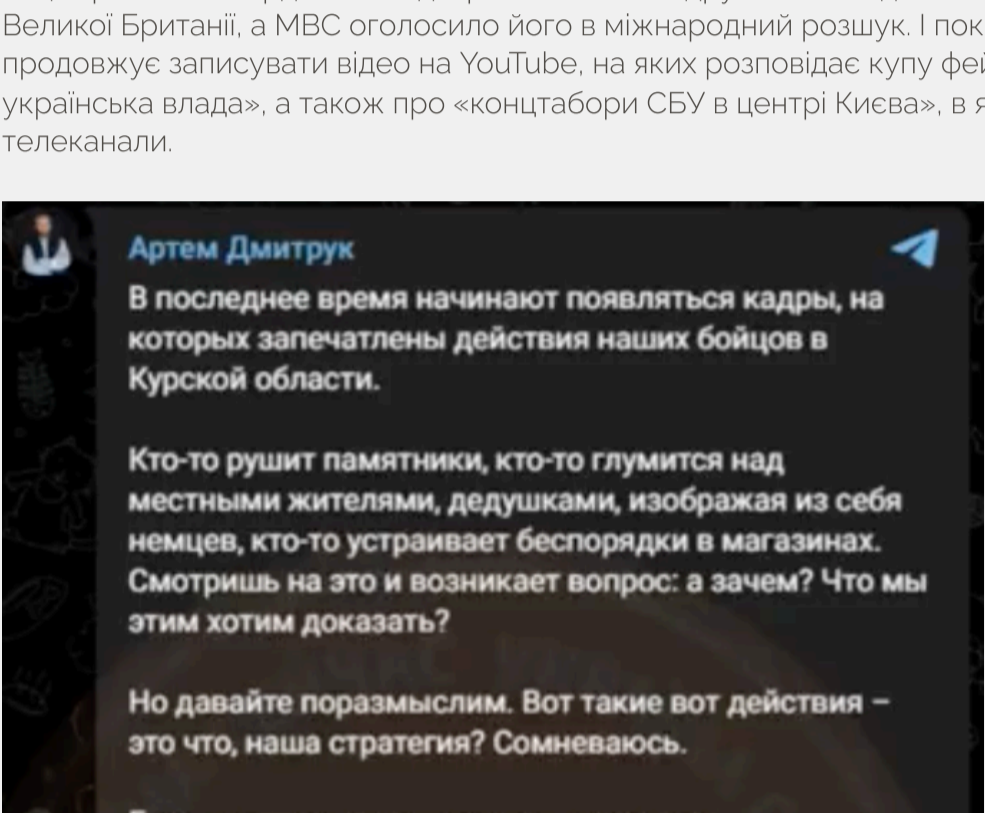 Великої Британії, а МВС оголосило його в міжнародний розшук. І
продовжує записувати відео на YouTube, на яких розповідає купу
українська влада», а також про «концтабори СБУ в центрі Києва», в
телеканали.
Артем Дмитрук
В последнее время начинают появляться кадры, на
которых запечатлены действия наших бойцов в
Курской области.
Кто-то рушит памятники, кто-то глумится над
местными жителями, дедушками, изображая из себя
немцев, кто-то устраивает беспорядки в магазинах.
Смотришь на это и возникает вопрос: а зачем? Что мы
этим хотим доказать?
Но давайте поразмыслим. Вот такие вот действия –
это что, наша стратегия? Сомневаюсь.